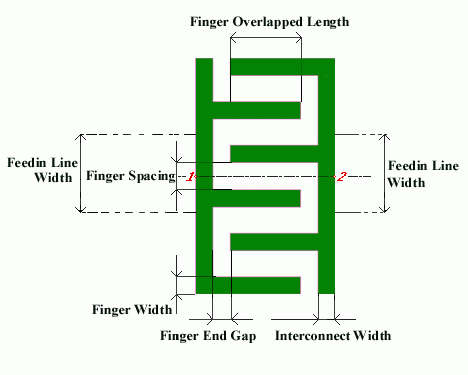 Finger Overlapped Length
Feedin Line
Width
Finger Spacing
1
2
Feedin Line
Width
Finger Width
Finger End Gap
Interconnect Width